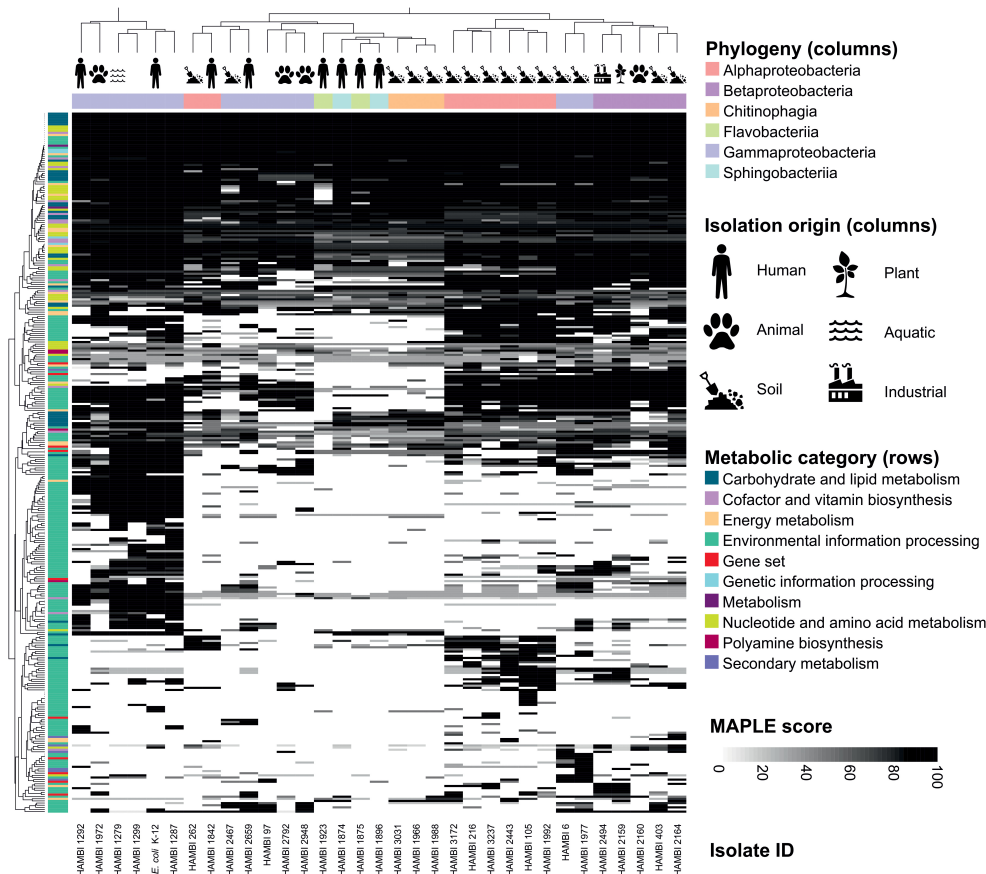 Phylogeny (columns)
Alphaproteobacteria
Betaproteobacteria
Chitinophagia
Flavobacteriia
Gammaproteobacteria
Sphingobacteriia
Isolation origin (columns)
Human
Plant
Animal
Aquatic
Soil
Industrial
Metabolic category (rows)
Carbohydrate and lipid metabolism
Cofactor and vitamin biosynthesis
Energy metabolism
Environmental information processing
Gene set
Genetic information processing
Metabolism
Nucleotide and amino acid metabolism
Polyamine biosynthesis
Secondary metabolism
MAPLE score
0
20
40
60
80
100
Isolate ID
HAMBI 1292
HAMBI 1972
HAMBI 1279
HAMBI 1299
E. coli K-12
HAMBI 1287
HAMBI 262
HAMBI 1842
HAMBI 2467
HAMBI 2659
HAMBI 97
HAMBI 2792
HAMBI 2948
HAMBI 1923
HAMBI 1874
HAMBI 1875
HAMBI 1896
HAMBI 3031
HAMBI 1966
HAMBI 1988
HAMBI 3172
HAMBI 216
HAMBI 3237
HAMBI 2443
HAMBI 105
HAMBI 1992
HAMBI 6
HAMBI 1977
HAMBI 2494
HAMBI 2159
HAMBI 2160
HAMBI 403
HAMBI 2164